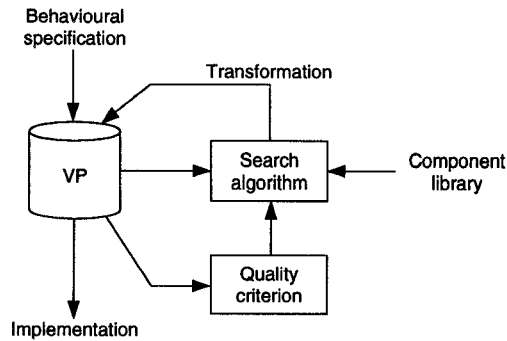 Behavioural
specification
Transformation
VP
Search
algorithm
Component
library
Quality
criterion
Implementation